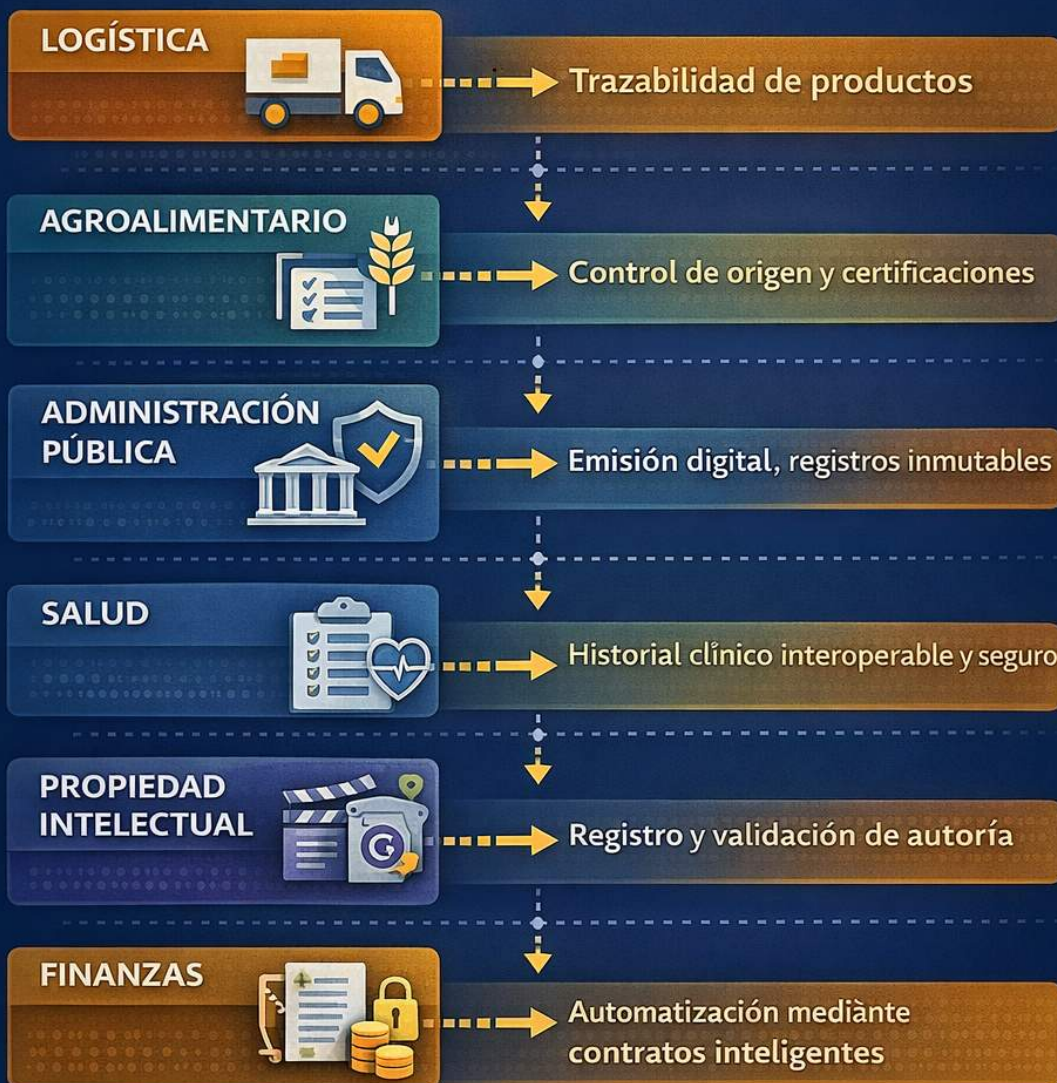 LOGÍSTICA
Trazabilidad de productos
AGROALIMENTARIO
Control de origen y certificaciones
ADMINISTRACIÓN
PÚBLICA
Emisión digital, registros inmutables
SALUD
Historial clínico interoperable y seguro
PROPIEDAD
INTELECTUAL
G
Registro y validación de autoría
FINANZAS
Automatización mediànte
contratos inteligentes